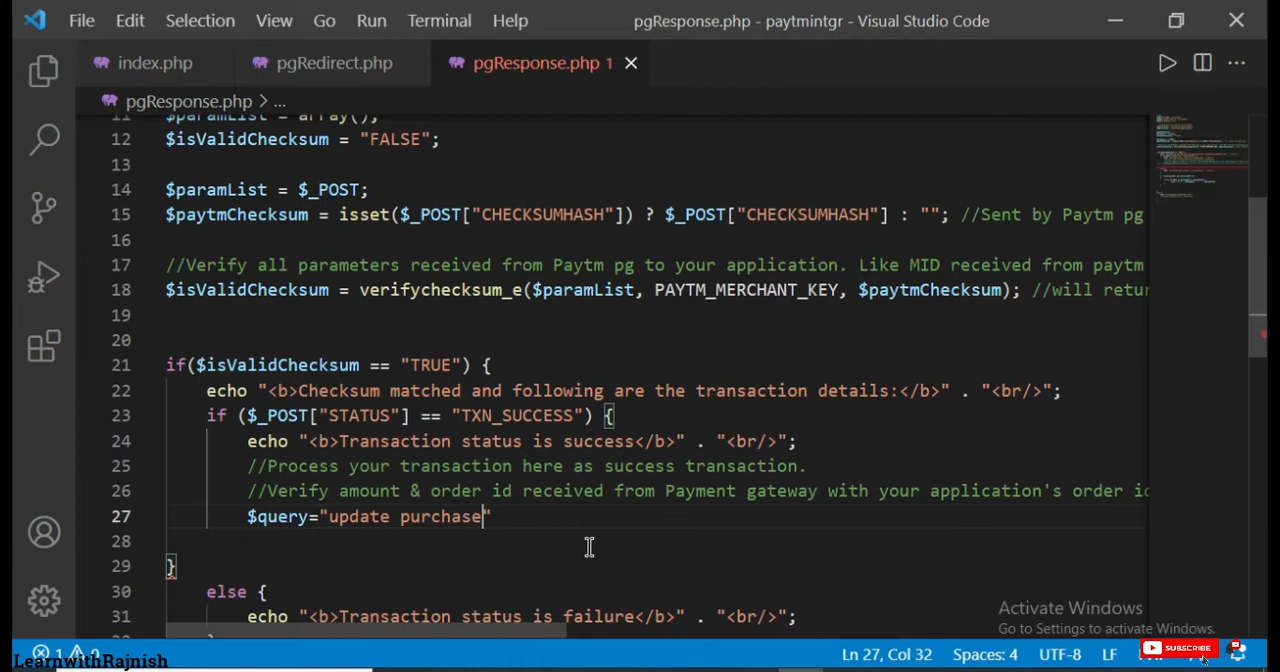 File Edit Selection View Go Run Terminal Help pgResponse.php - paytmintgr - Visual Studio Code
index.php pgRedirect.php pgResponse.php 1
pgResponse.php > ...
11 $paramList = array();
12 $isValidChecksum = "FALSE";
13
14 $paramList = $_POST;
15 $paytmChecksum = isset($_POST["CHECKSUMHASH"]) ? $_POST["CHECKSUMHASH"] : ""; //Sent by Paytm pg
16
17 //Verify all parameters received from Paytm pg to your application. Like MID received from paytm
18 $isValidChecksum = verifychecksum_e($paramList, PAYTM_MERCHANT_KEY, $paytmChecksum); //will retur
19
20
21 if($isValidChecksum == "TRUE") {
22 echo "<b>Checksum matched and following are the transaction details:</b>" . "<br/>";
23 if ($_POST["STATUS"] == "TXN_SUCCESS") {
24 echo "<b>Transaction status is success</b>" . "<br/>";
25 //Process your transaction here as success transaction.
26 //Verify amount & order id received from Payment gateway with your application's order id
27 $query="update purchase"
28
29 }
30 else {
31 echo "<b>Transaction status is failure</b>" . "<br/>";
Activate Windows
Go to Settings to activate Windows.
SUBSCRIBE
Ln 27, Col 32 Spaces: 4 UTF-8 LF
LearnwithRajnish